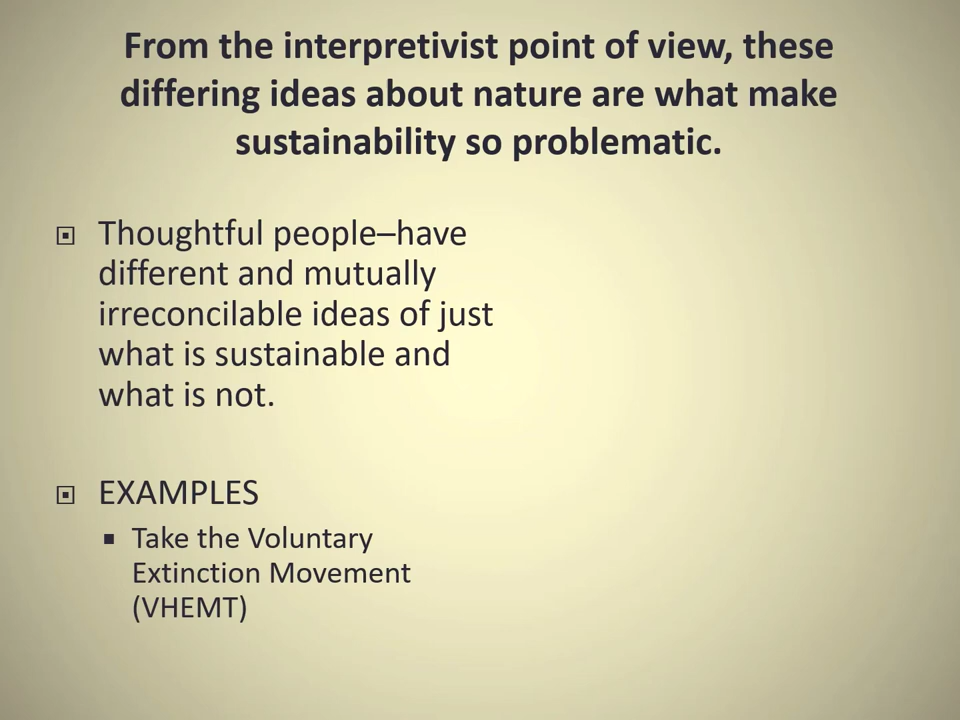 From the interpretivist point of view, these
differing ideas about nature are what make
sustainability so problematic.
Thoughtful people–have
different and mutually
irreconcilable ideas of just
what is sustainable and
what is not.
EXAMPLES
Take the Voluntary
Extinction Movement
(VHEMT)